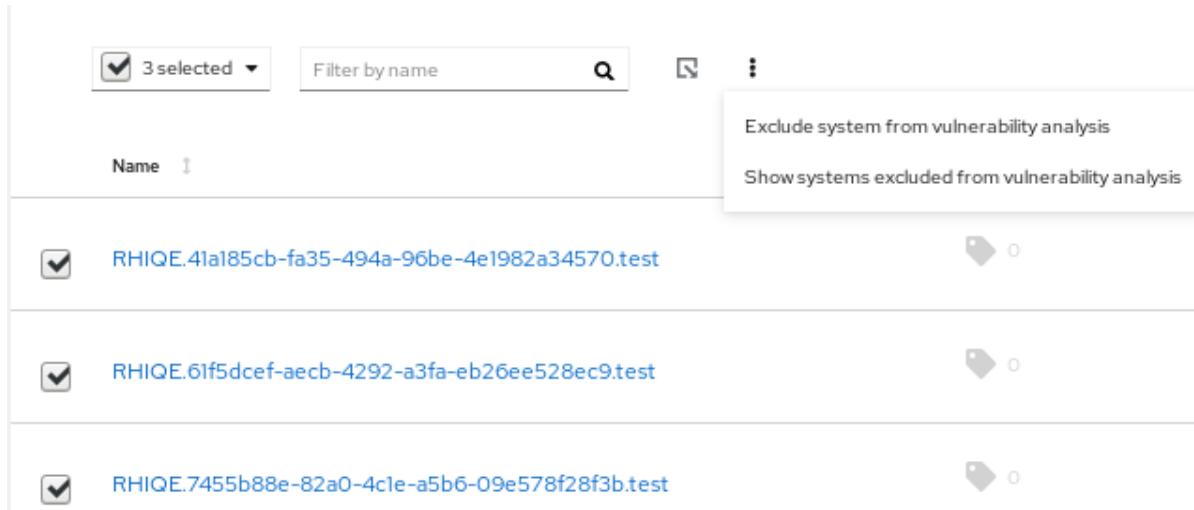 3 selected
Filter by name
Exclude system from vulnerability analysis
Name
Show systems excluded from vulnerability analysis
RHIQE.41a185cb-fa35-494a-96be-4e1982a34570.test
0
RHIQE.61f5dcef-aecb-4292-a3fa-eb26ee528ec9.test
0
RHIQE.7455b88e-82a0-4c1e-a5b6-09e578f28f3b.test
0